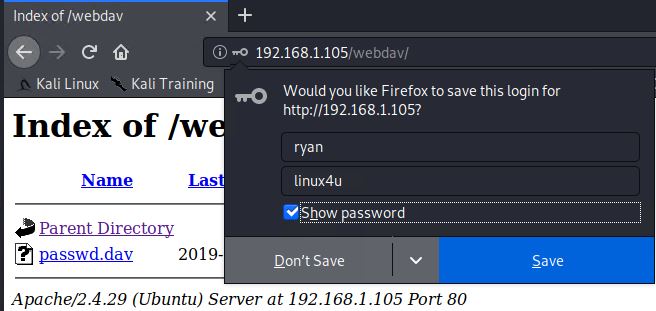 Index of /webdav
192.168.1.105/webdav/
Kali Linux Kali Training
Would you like Firefox to save this login for
http://192.168.1.105?
ryan
linux4u
Show password
Don't Save Save
Index of /we
Name Last
Parent Directory
passwd.dav 2019-
Apache/2.4.29 (Ubuntu) Server at 192.168.1.105 Port 80